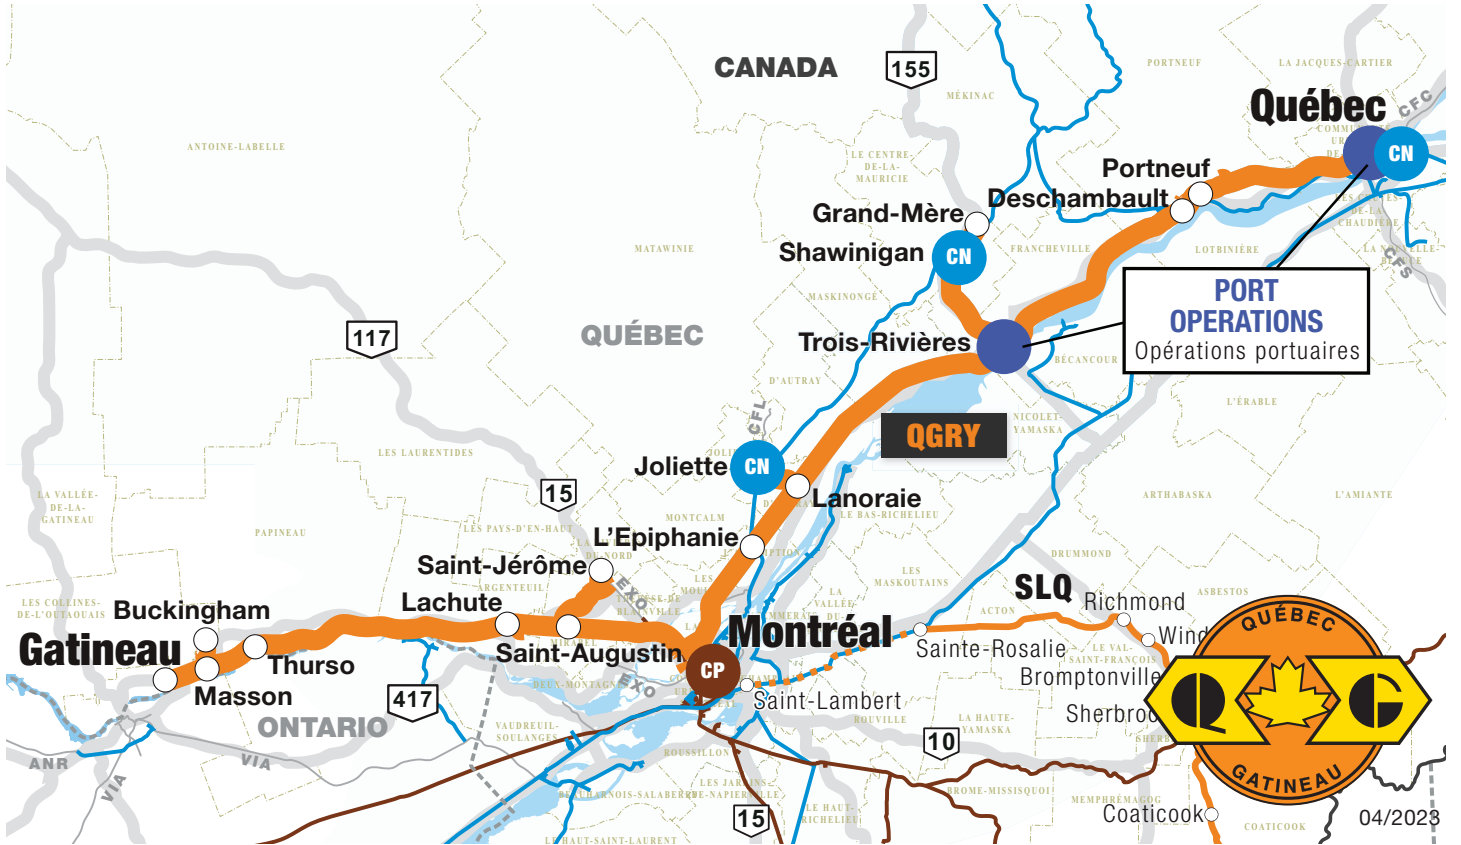 CANADA
155
PORTNEUF
LA JACQUES-CARTIER
MÉKINAC
Québec
CFC
ANTOINE-LABELLE
LE CENTRE-
DE-LA-
MAURICIE
CN
Portneuf
Deschambault
Grand-Mère
Shawinigan
CN
MATAWINIE
FRANCHEVILLE
LOTBINIÈRE
CFS
MASKINONGÉ
PORT
OPERATIONS
Opérations portuaires
117
QUÉBEC
Trois-Rivières
BÉCANCOUR
D'AUTRAY
L'ÉRABLE
CFL
NICOLET-
YAMASKA
QGRY
LES LAURENTIDES
Joliette
CN
Lanoraie
LA VALLÉE-
DE-LA-
GATINEAU
15
ARTHABASKA
L'AMIANTE
LE BAS-RICHELIEU
MONTCALM
PAPINEAU
LES PAYS-D'EN-HAUT
L'Epiphanie
DRUMMOND
Saint-Jérôme
EXO
ARGENTEUIL
LES
MASKOUTAINS
SLQ
Richmond
ASBESTOS
LES COLLINES-
DE-L'OUTAOUAIS
Buckingham
Lachute
ACTON
QUÉBEC
Gatineau
Montréal
Wind
Saint-Augustin
Sainte-Rosalie
LE VAL-
SAINT-FRANÇOIS
Thurso
CP
Bromptonville
EXO
Masson
417
Saint-Lambert
Sherbroo
Q
G
ONTARIO
VAUDREUIL-
SOULANGES
ROUVILLE
LA HAUTE-
YAMASKA
10
ROUSSILLON
ANR
VIA
VIA
GATINEAU
BROME-MISSISQUOI
MEMPHRÉMAGOG
LE HAUT-
RICHELIEU
15
Coaticook
COATICOOK
04/2023
LE HAUT-SAINT-LAURENT